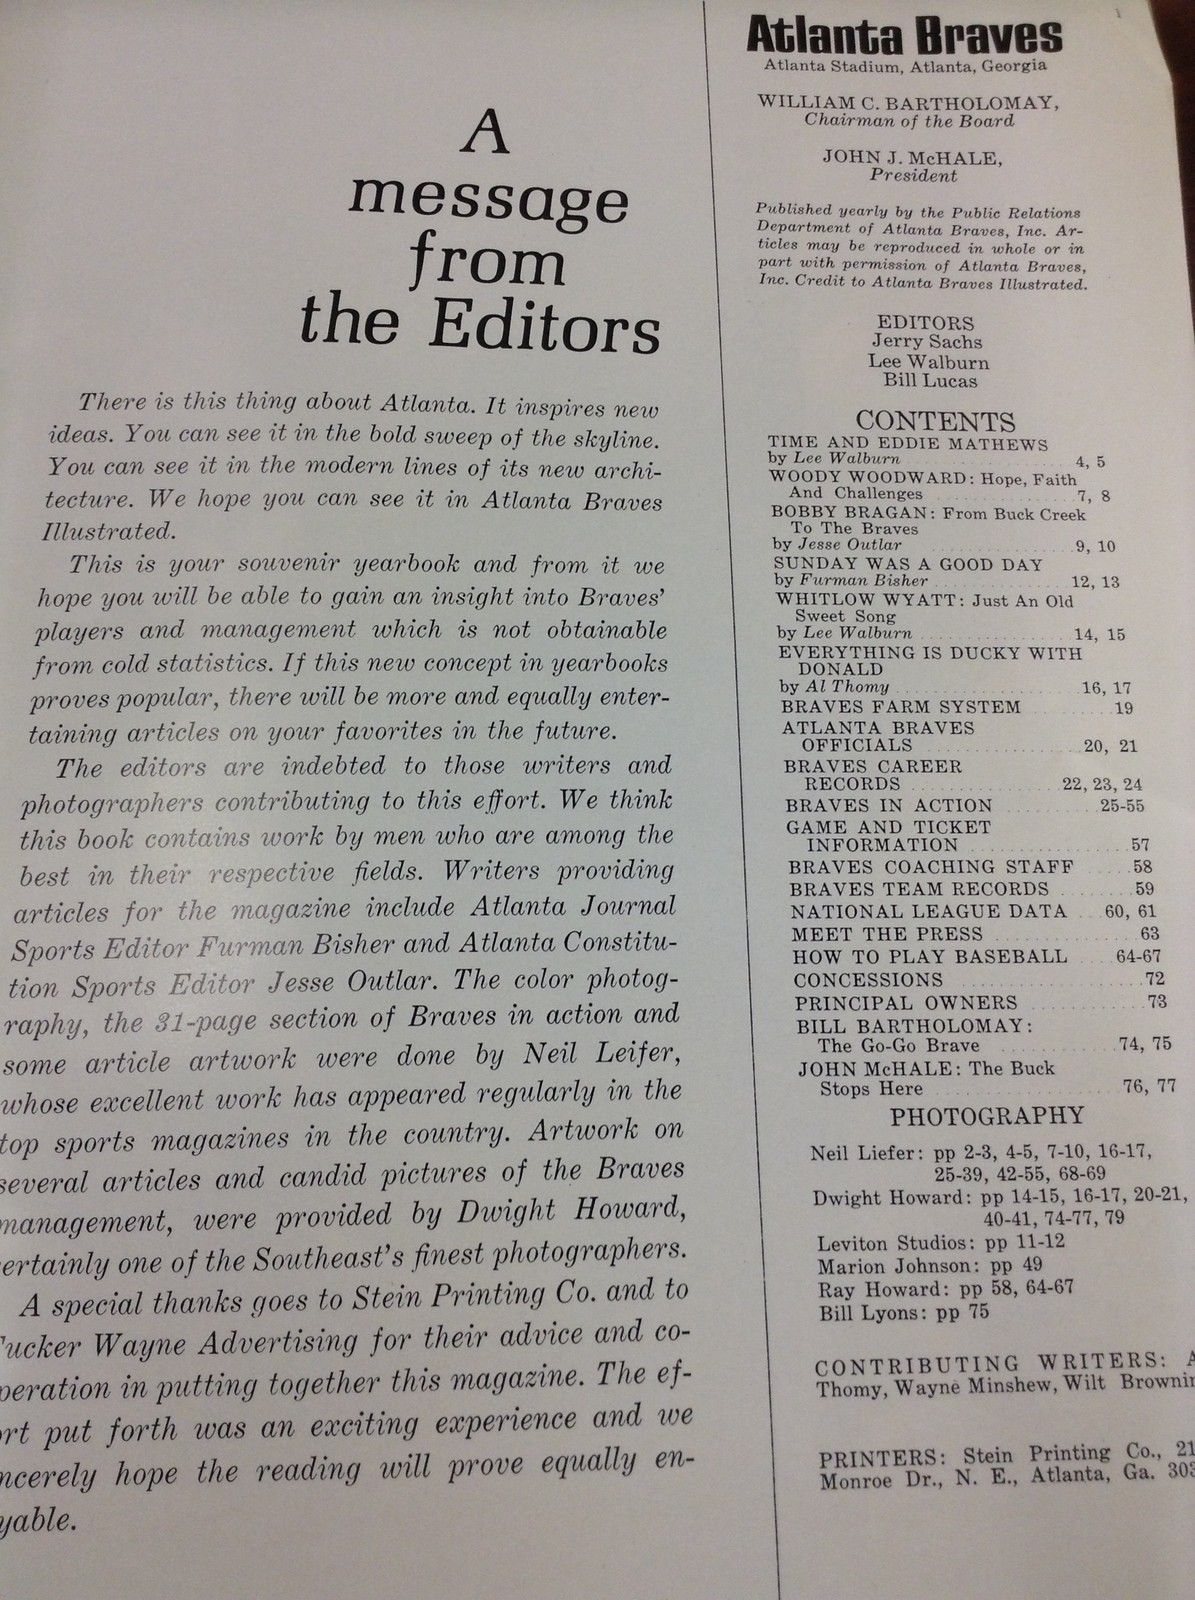 A
message
from
the Editors
There is this thing about Atlanta. It inspires new
ideas. You can see it in the bold sweep of the skyline.
You can see it in the modern lines of its new archi-
tecture. We hope you can see it in Atlanta Braves
Illustrated.
This is your souvenir yearbook and from it we
hope you will be able to gain an insight into Braves'
players and management which is not obtainable
from cold statistics. If this new concept in yearbooks
proves popular, there will be more and equally enter-
taining articles on your favorites in the future.
The editors are indebted to those writers and
photographers contributing to this effort. We think
this book contains work by men who are among the
best in their respective fields. Writers providing
articles for the magazine include Atlanta Journal
Sports Editor Furman Bisher and Atlanta Constitu-
tion Sports Editor Jesse Outlar. The color photog-
raphy, the 31-page section of Braves in action and
some article artwork were done by Neil Leifer,
whose excellent work has appeared regularly in the
top sports magazines in the country. Artwork on
several articles and candid pictures of the Braves
management, were provided by Dwight Howard,
ertainly one of the Southeast's finest photographers.
A special thanks goes to Stein Printing Co. and to
Tucker Wayne Advertising for their advice and co-
peration in putting together this magazine. The ef-
ort put forth was an exciting experience and we
ncerely hope the reading will prove equally en-
yable.
Atlanta Braves
Atlanta Stadium, Atlanta, Georgia
WILLIAM C. BARTHOLOMAY,
Chairman of the Board
JOHN J. McHALE,
President
Published yearly by the Public Relations
Department of Atlanta Braves, Inc. Ar-
ticles may be reproduced in whole or in
part with permission of Atlanta Braves,
Inc. Credit to Atlanta Braves Illustrated.
EDITORS
Jerry Sachs
Lee Walburn
Bill Lucas
CONTENTS
TIME AND EDDIE MATHEWS
by Lee Walburn 4, 5
WOODY WOODWARD: Hope, Faith
And Challenges 7, 8
BOBBY BRAGAN: From Buck Creek
To The Braves
by Jesse Outlar 9, 10
SUNDAY WAS A GOOD DAY
by Furman Bisher 12, 13
WHITLOW WYATT: Just An Old
Sweet Song
by Lee Walburn 14, 15
EVERYTHING IS DUCKY WITH
DONALD
by Al Thomy 16, 17
BRAVES FARM SYSTEM 19
ATLANTA BRAVES
OFFICIALS 20, 21
BRAVES CAREER
RECORDS 22, 23, 24
BRAVES IN ACTION 25-55
GAME AND TICKET
INFORMATION 57
BRAVES COACHING STAFF 58
BRAVES TEAM RECORDS 59
NATIONAL LEAGUE DATA 60, 61
MEET THE PRESS 63
HOW TO PLAY BASEBALL 64-67
CONCESSIONS 72
PRINCIPAL OWNERS 73
BILL BARTHOLOMAY:
The Go-Go Brave 74, 75
JOHN McHALE: The Buck
Stops Here 76, 77
PHOTOGRAPHY
Neil Liefer: pp 2-3, 4-5, 7-10, 16-17,
25-39, 42-55, 68-69
Dwight Howard: pp 14-15, 16-17, 20-21,
40-41, 74-77, 79
Leviton Studios: pp 11-12
Marion Johnson: pp 49
Ray Howard: pp 58, 64-67
Bill Lyons: pp 75
CONTRIBUTING WRITERS: A
Thomy, Wayne Minshew, Wilt Brownin
PRINTERS: Stein Printing Co., 21
Monroe Dr., N. E., Atlanta, Ga. 303